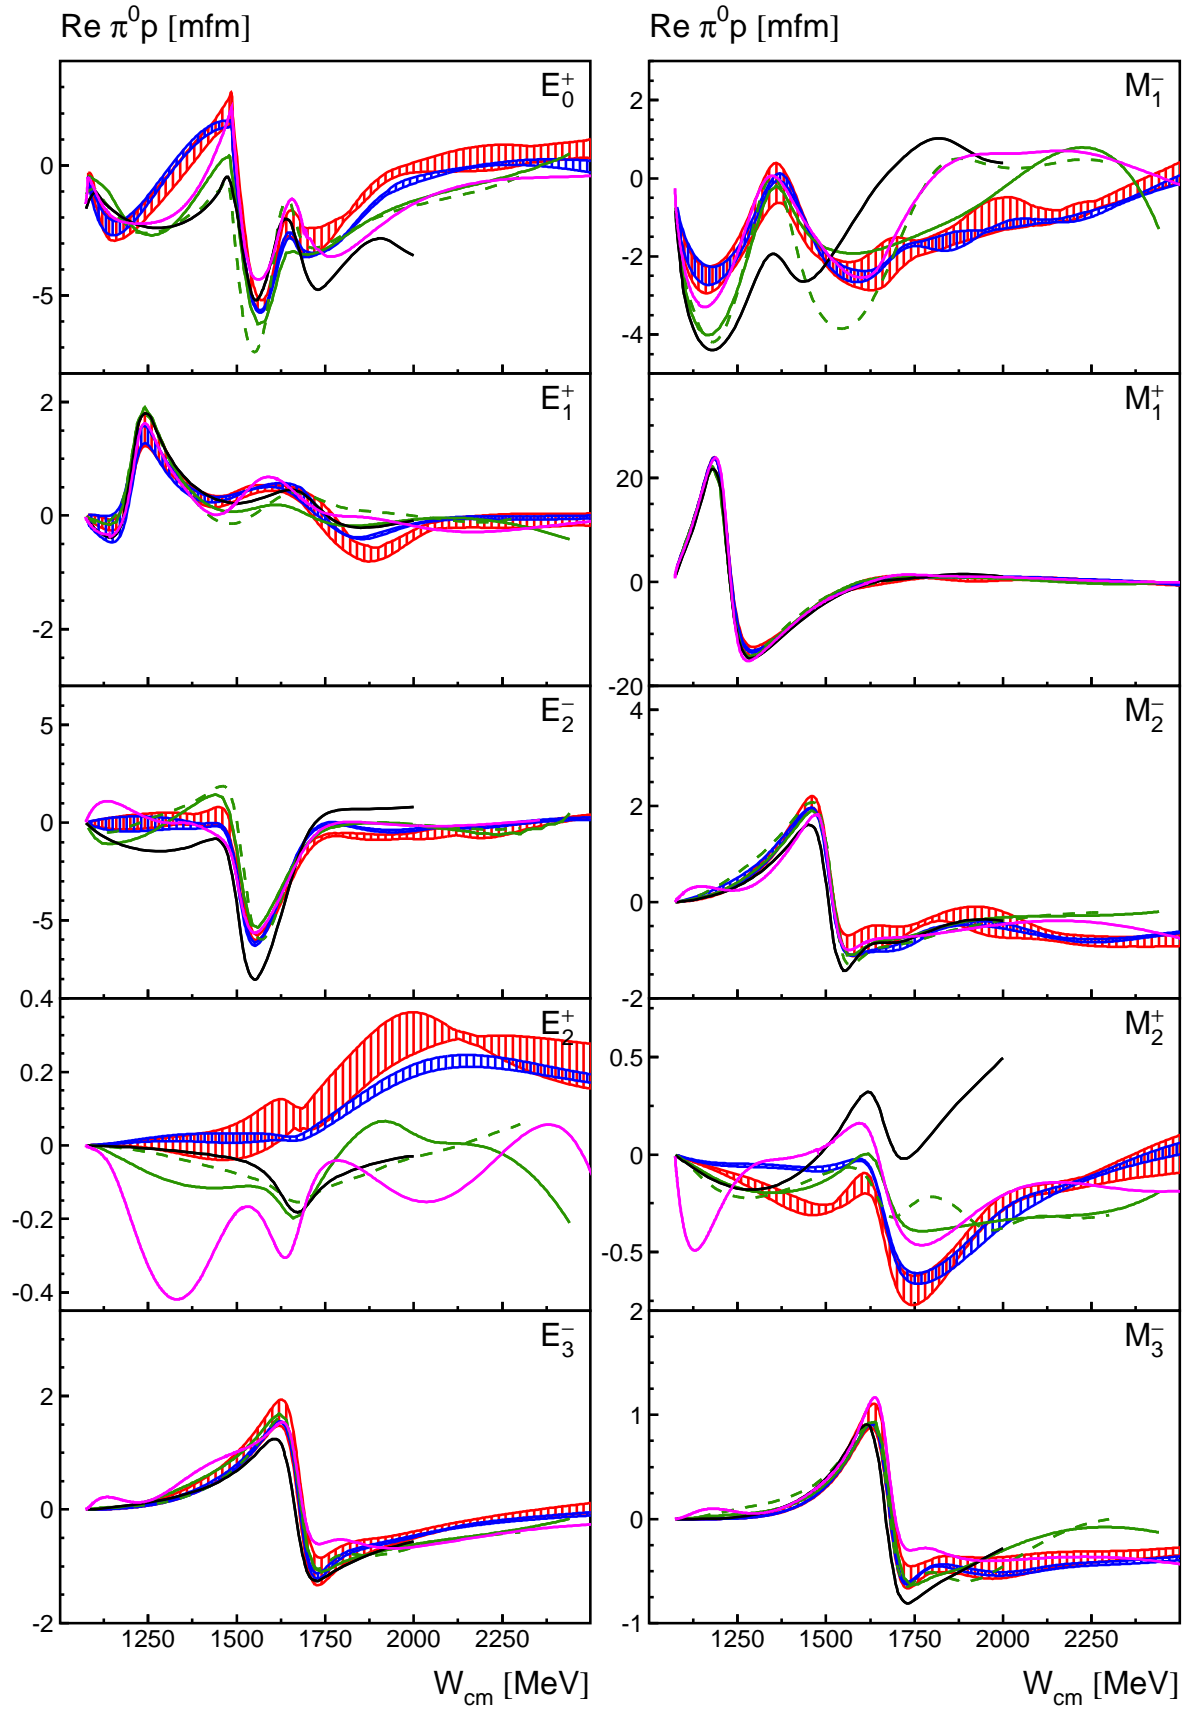 Re π⁰p [mfm]
Re π⁰p [mfm]
E₀⁺
0
-5
M₁⁻
2
0
-2
-4
E₁⁺
2
0
-2
M₁⁺
20
0
-20
E₂⁻
5
0
-5
M₂⁻
4
2
0
-2
E₂⁺
0.4
0.2
0
-0.2
-0.4
M₂⁺
0.5
0
-0.5
E₃⁻
2
0
-2
M₃⁻
2
1
0
-1
1250 1500 1750 2000 2250
1250 1500 1750 2000 2250
W_cm [MeV]
W_cm [MeV]